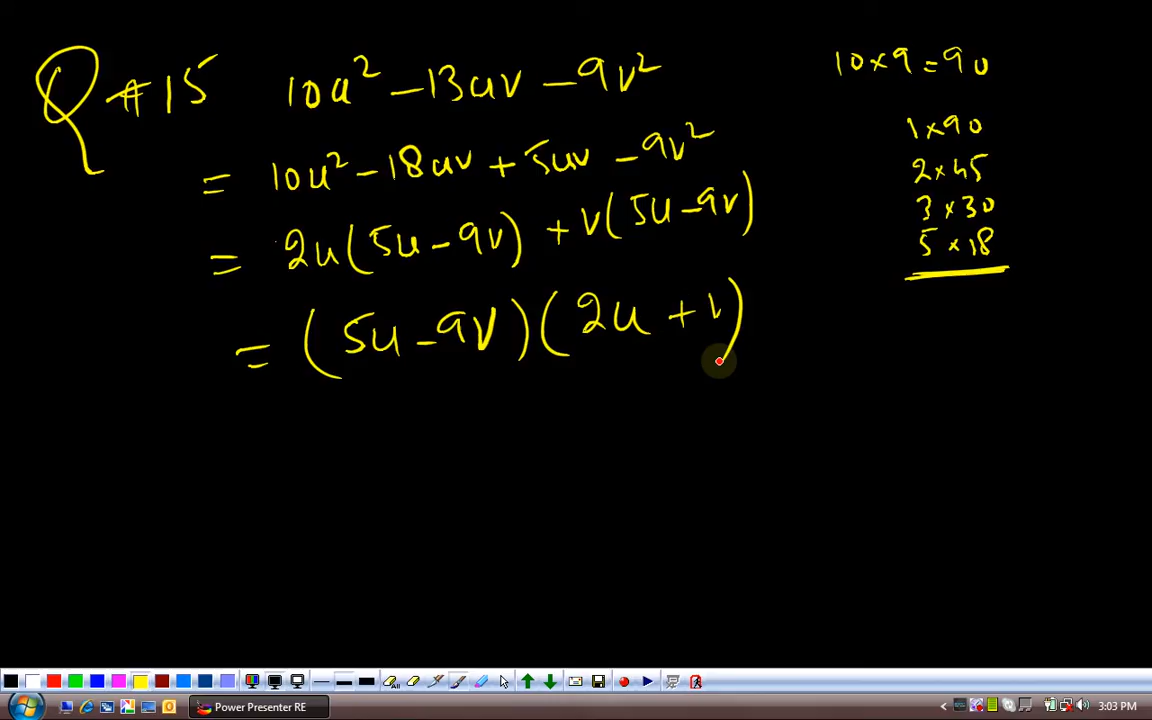 Q # 15 10u² - 13uv - 9v²
= 10u² - 18uv + 5uv - 9v²
= 2u(5u - 9v) + v(5u - 9v)
= (5u - 9v)(2u + v)
10 × 9 = 90
1 × 90
2 × 45
3 × 30
5 × 18
Power Presenter RE
3:03 PM